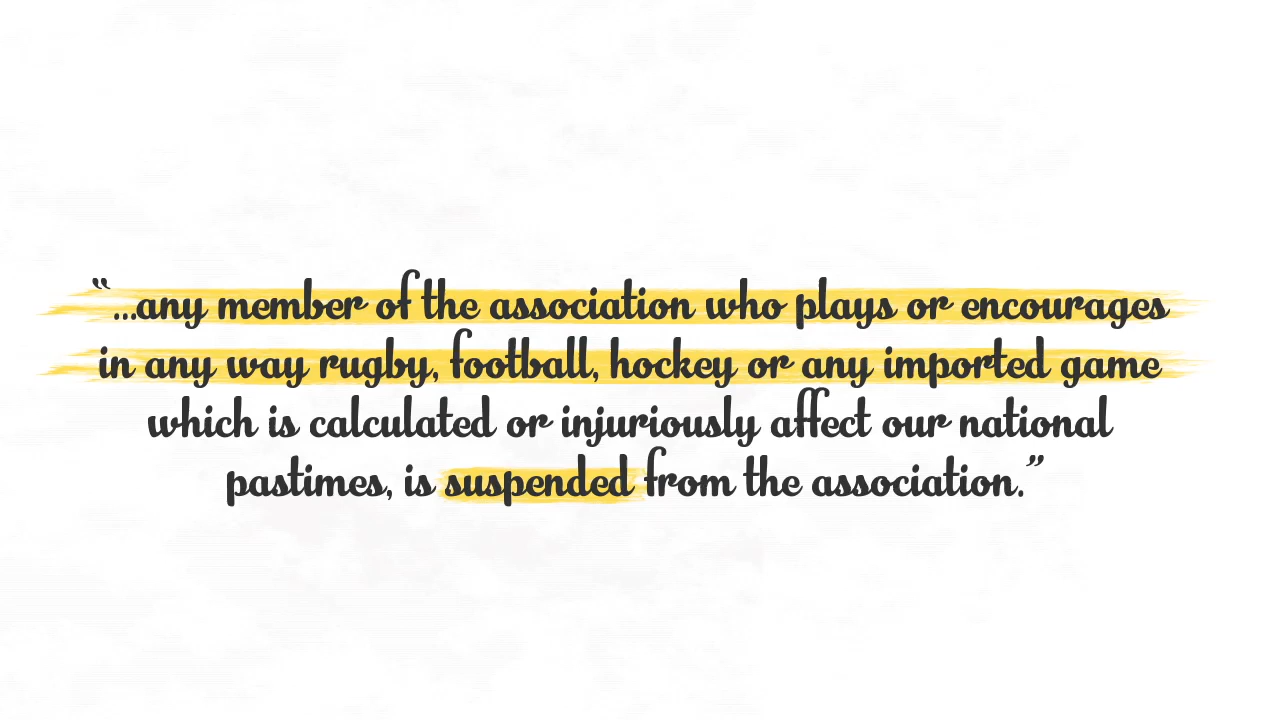 “...any member of the association who plays or encourages
in any way rugby, football, hockey or any imported game
which is calculated or injuriously affect our national
pastimes, is suspended from the association.”